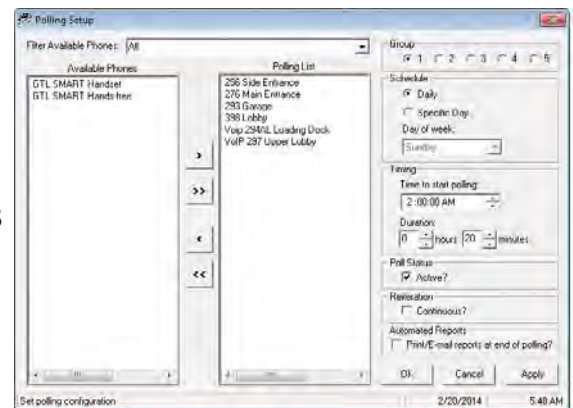 Polling Setup
Filter Available Phones: All
Available Phones
GTL SMART Handset
GTL SMART Hands-free
>
>>
<
<<
Polling List
256 Side Entrance
276 Main Entrance
293 Garage
398 Lobby
Voip 294AL Loading Dock
VoIP 297 Upper Lobby
Group
1 2 3 4 5
Schedule
Daily
Specific Day
Day of week:
Sunday
Timing
Time to start polling:
2:00:00 AM
Duration:
0 hours 20 minutes
Poll Status
Active?
Reiteration
Continuous?
Automated Reports
Print/E-mail reports at end of polling?
Ok Cancel Apply
Set polling configuration 2/20/2014 5:48 AM